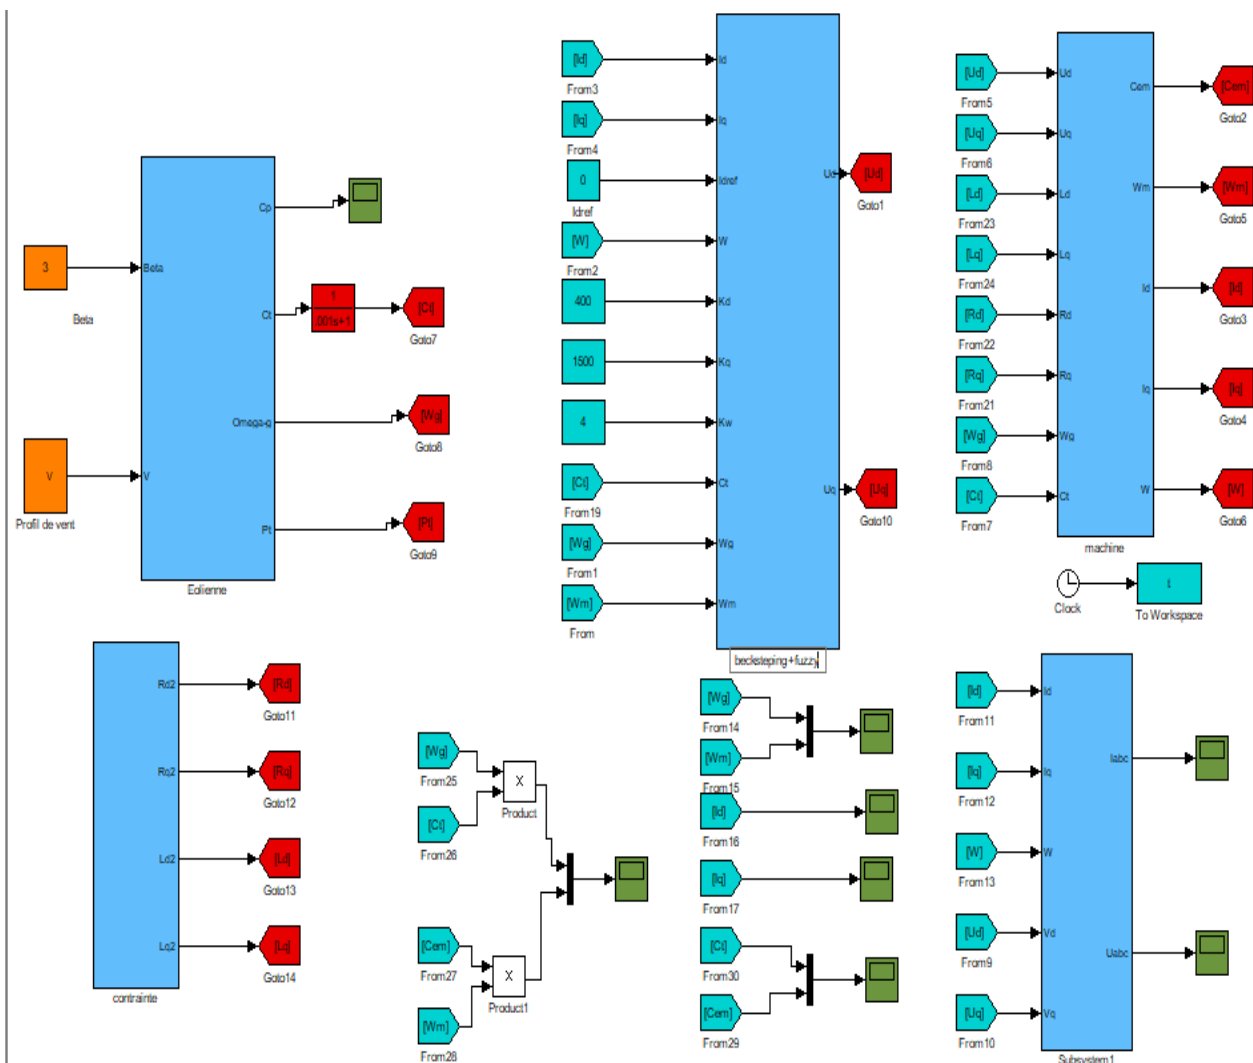 3
Beta
V
Profil de vent
Beta
V
Cp
Ct
Omega-g
Pt
Eolienne
1
.001s+1
[Ct]
Goto7
[Wg]
Goto8
[Pt]
Goto9
[Id]
From3
[Iq]
From4
0
Idref
[W]
From2
400
1500
4
[Ct]
From19
[Wg]
From1
[Wm]
From
Id
Iq
Idref
W
Kd
Kq
Kw
Ct
Wg
Wm
Ud
Uq
becksteping+fuzzy
[Ud]
Goto1
[Uq]
Goto10
[Ud]
From5
[Uq]
From6
[Ld]
From23
[Lq]
From24
[Rd]
From22
[Rq]
From21
[Wg]
From8
[Ct]
From7
Ud
Uq
Ld
Lq
Rd
Rq
Wg
Ct
Cem
Wm
Id
Iq
W
machine
[Cem]
Goto2
[Wm]
Goto5
[Id]
Goto3
[Iq]
Goto4
[W]
Goto6
Clock
t
To Workspace
Rd2
Rq2
Ld2
Lq2
contrainte
[Rd]
Goto11
[Rq]
Goto12
[Ld]
Goto13
[Lq]
Goto14
[Wg]
From25
[Ct]
From26
X
Product
[Cem]
From27
[Wm]
From28
X
Product1
[Wg]
From14
[Wm]
From15
[Id]
From16
[Iq]
From17
[Ct]
From30
[Cem]
From29
[Id]
From11
[Iq]
From12
[W]
From13
[Ud]
From9
[Uq]
From10
Id
Iq
W
Vd
Vq
Iabc
Uabc
Subsystem1